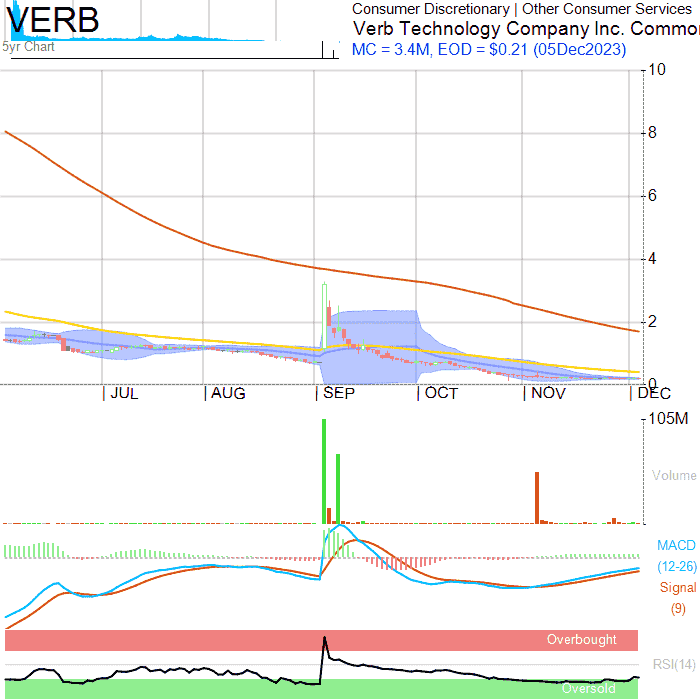 VERB
Consumer Discretionary | Other Consumer Services
Verb Technology Company Inc. Commo
5yr Chart
MC = 3.4M, EOD = $0.21 (05Dec2023)
10
8
6
4
2
0
JUL AUG SEP OCT NOV DEC
105M
Volume
MACD
(12-26)
Signal
(9)
Overbought
RSI(14)
Oversold